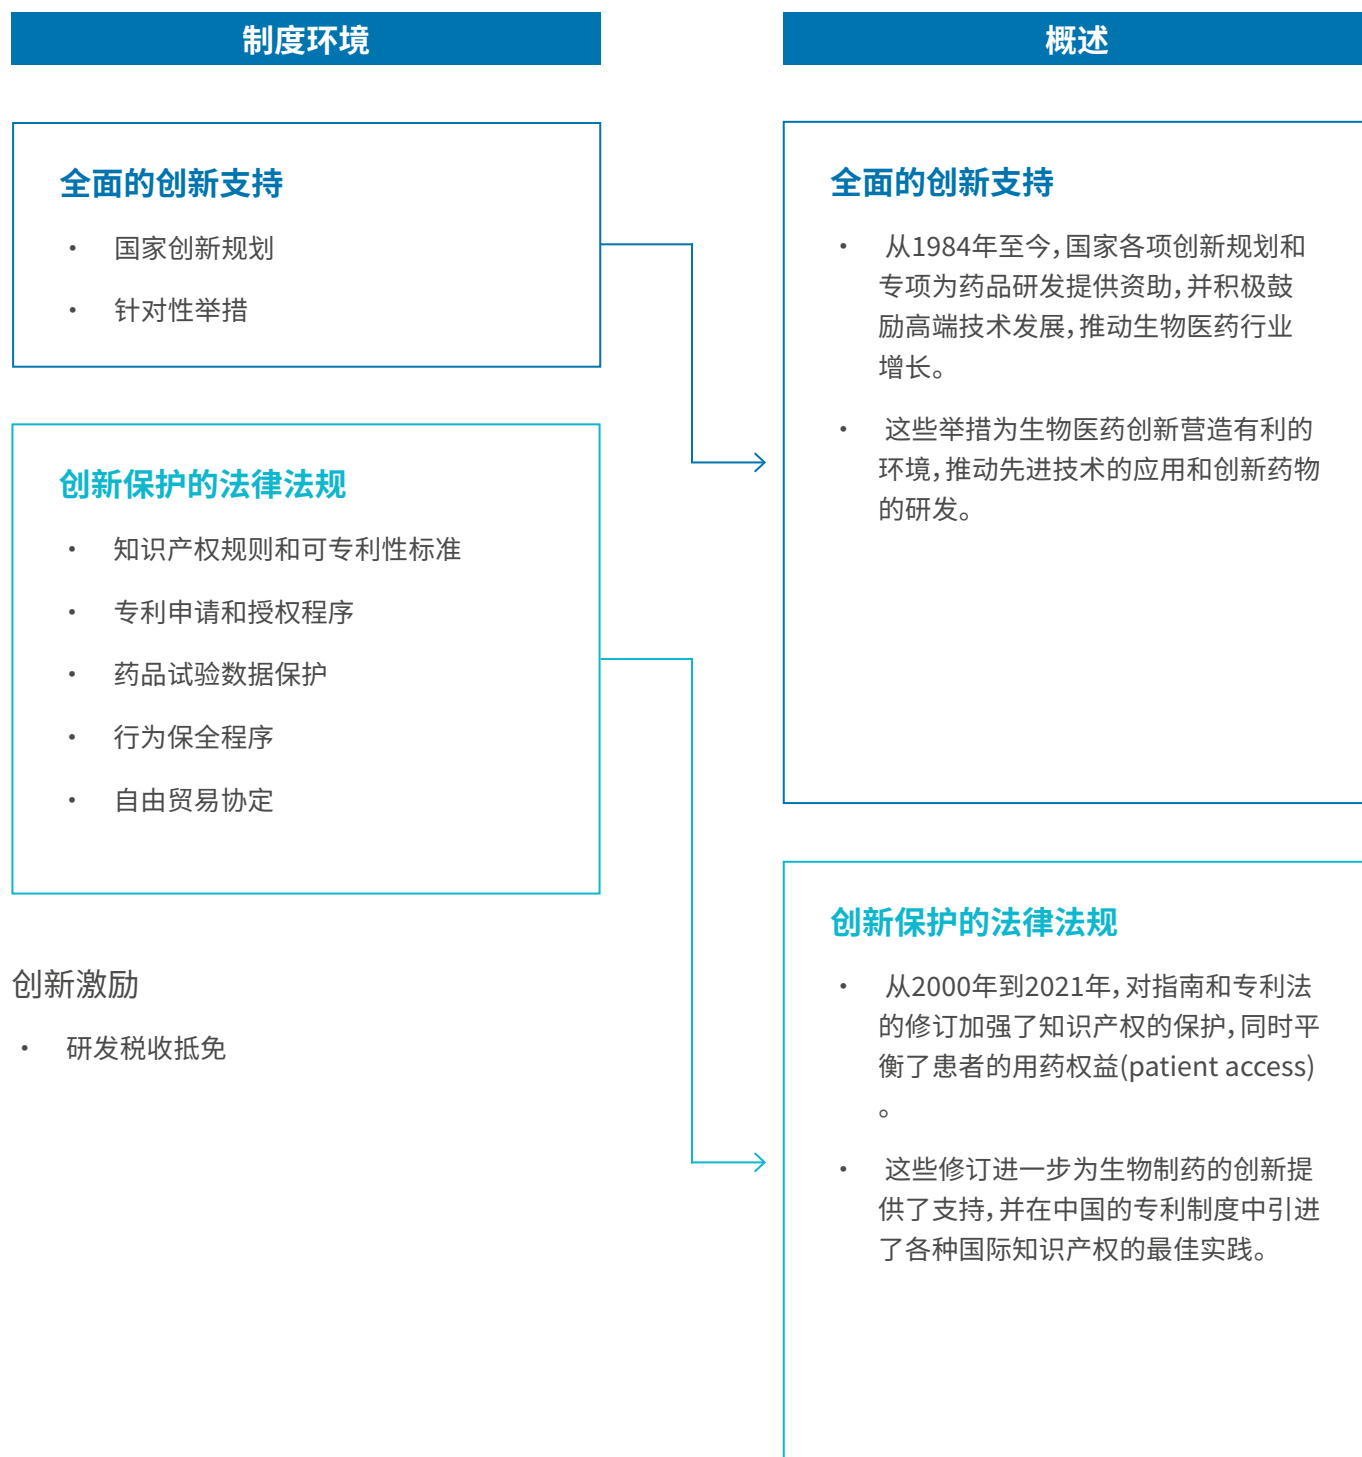 制度环境
全面的创新支持
• 国家创新规划
• 针对性举措
创新保护的法律法规
• 知识产权规则和可专利性标准
• 专利申请和授权程序
• 药品试验数据保护
• 行为保全程序
• 自由贸易协定
创新激励
• 研发税收抵免
概述
全面的创新支持
• 从1984年至今，国家各项创新规划和
专项为药品研发提供资助，并积极鼓
励高端技术发展，推动生物医药行业
增长。
• 这些举措为生物医药创新营造有利的
环境，推动先进技术的应用和创新药物
的研发。
创新保护的法律法规
• 从2000年到2021年，对指南和专利法
的修订加强了知识产权的保护，同时平
衡了患者的用药权益(patient access)
。
• 这些修订进一步为生物制药的创新提
供了支持，并在中国的专利制度中引进
了各种国际知识产权的最佳实践。